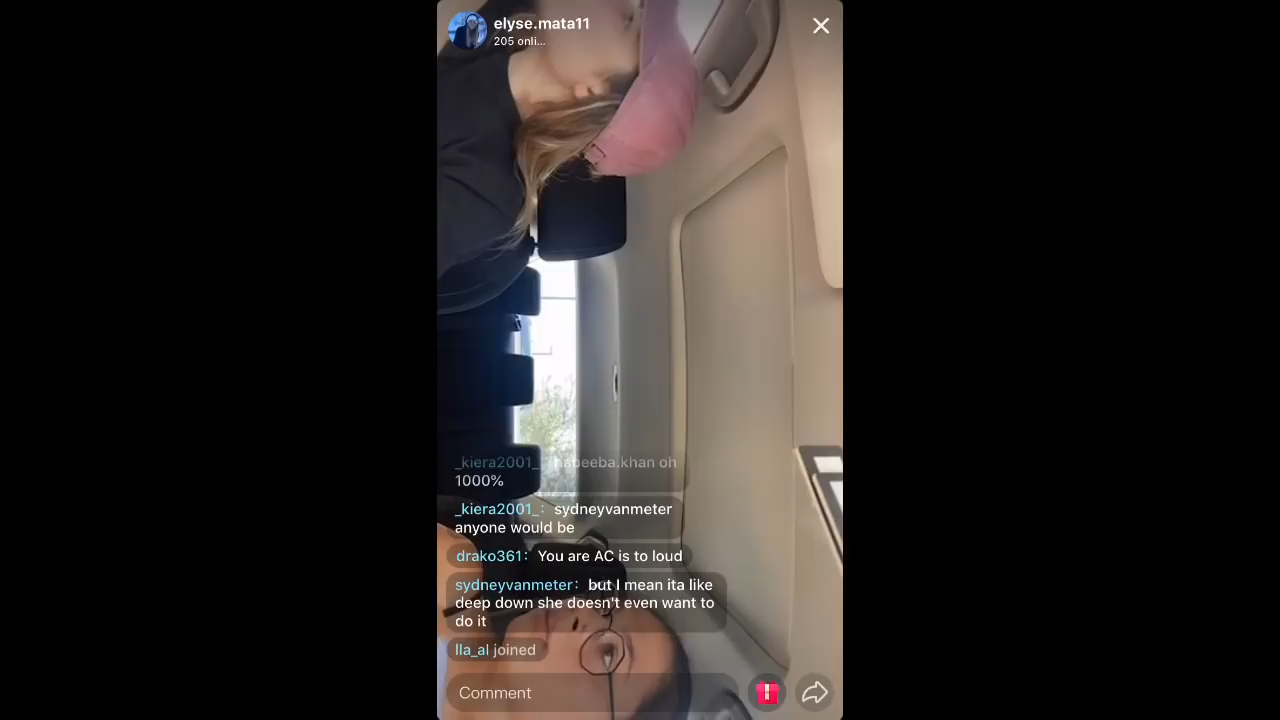 elyse.mata11
205 onli...
_kiera2001_: habeeba.khan oh
1000%
_kiera2001_: sydneyvanmeter
anyone would be
drako361: You are AC is to loud
sydneyvanmeter: but I mean ita like
deep down she doesn't even want to
do it
lla_al joined
Comment